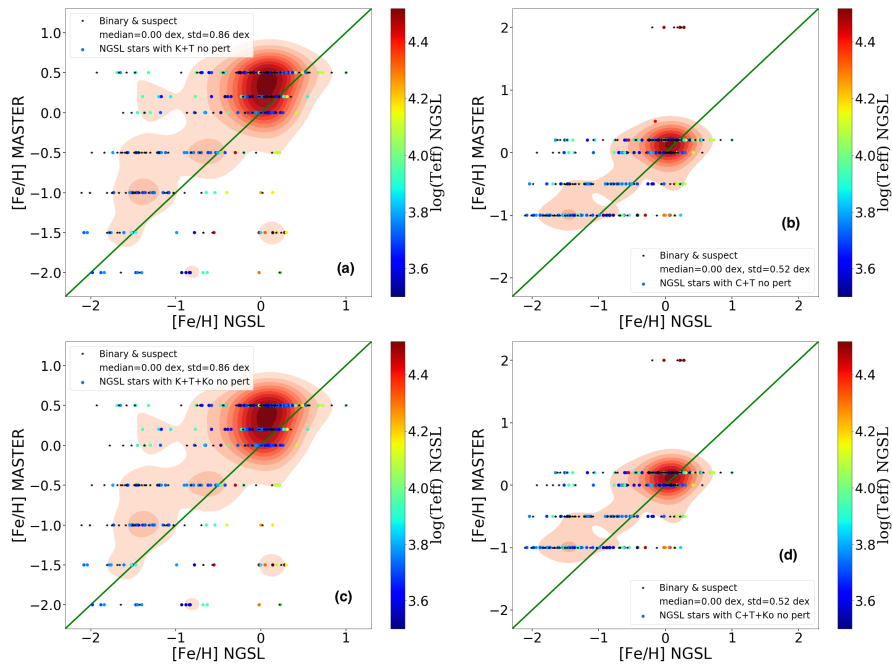 Binary & suspect
median=0.00 dex, std=0.86 dex
NGSL stars with K+T no pert
1.0
0.5
0.0
−0.5
−1.0
−1.5
−2.0
[Fe/H] MASTER
−2
−1
0
1
[Fe/H] NGSL
(a)
4.4
4.2
4.0
3.8
3.6
log(Teff) NGSL
2
1
0
−1
−2
[Fe/H] MASTER
−2
−1
0
1
2
[Fe/H] NGSL
(b)
Binary & suspect
median=0.00 dex, std=0.52 dex
NGSL stars with C+T no pert
4.4
4.2
4.0
3.8
3.6
log(Teff) NGSL
Binary & suspect
median=0.00 dex, std=0.86 dex
NGSL stars with K+T+Ko no pert
1.0
0.5
0.0
−0.5
−1.0
−1.5
−2.0
[Fe/H] MASTER
−2
−1
0
1
[Fe/H] NGSL
(c)
4.4
4.2
4.0
3.8
3.6
log(Teff) NGSL
2
1
0
−1
−2
[Fe/H] MASTER
−2
−1
0
1
2
[Fe/H] NGSL
(d)
Binary & suspect
median=0.00 dex, std=0.52 dex
NGSL stars with C+T+Ko no pert
4.4
4.2
4.0
3.8
3.6
log(Teff) NGSL